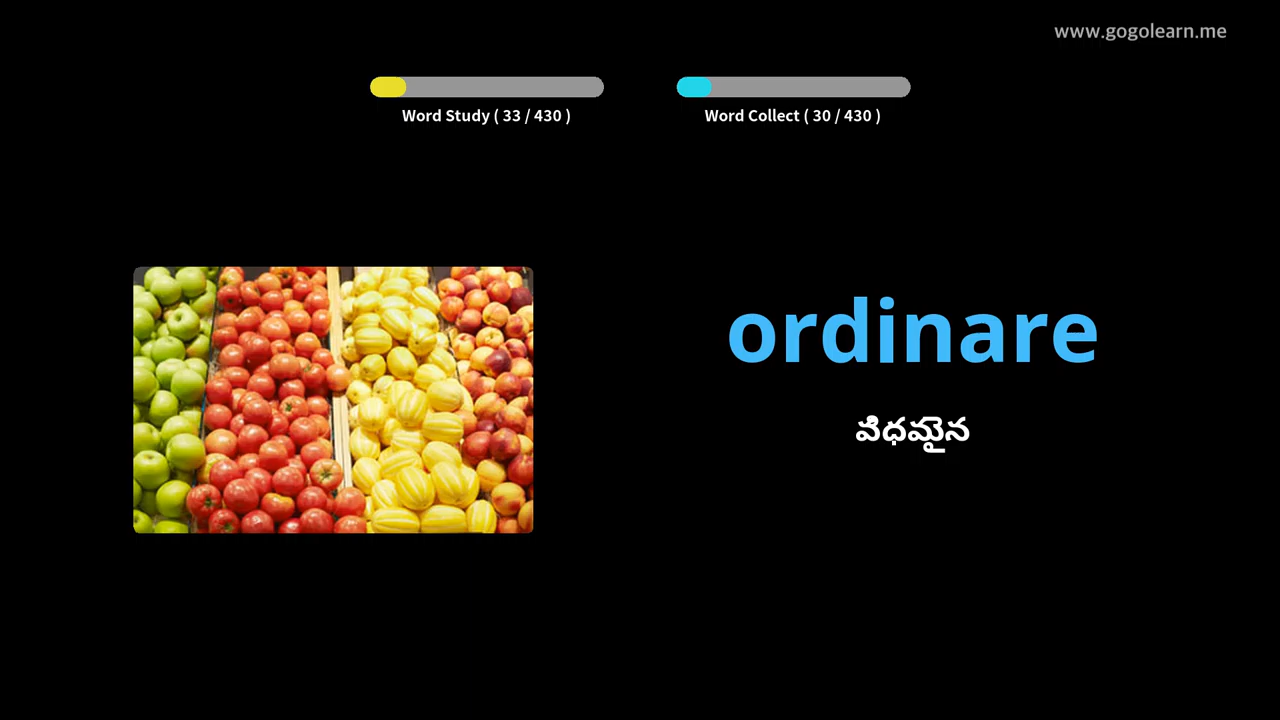 www.gogolearn.me
Word Study ( 33 / 430 )
Word Collect ( 30 / 430 )
ordinare
విధమైన